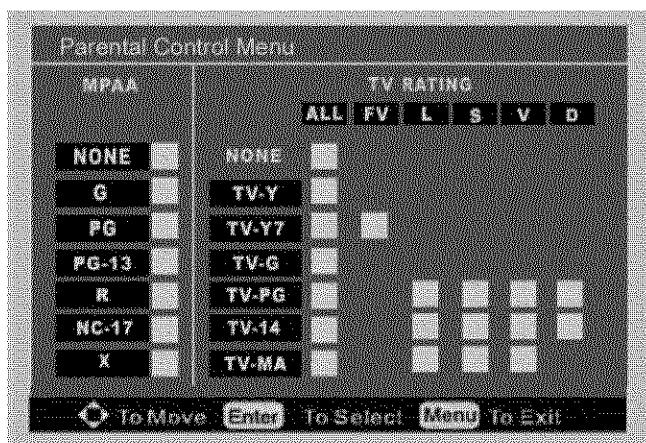 Parental Control Menu
MPAA TV RATING
ALL FV L S V D
NONE NONE
G TV-Y
PG TV-Y7
PG-13 TV-G
R TV-PG
NC-17 TV-14
X TV-MA
To Move Enter To Select Menu To Exit